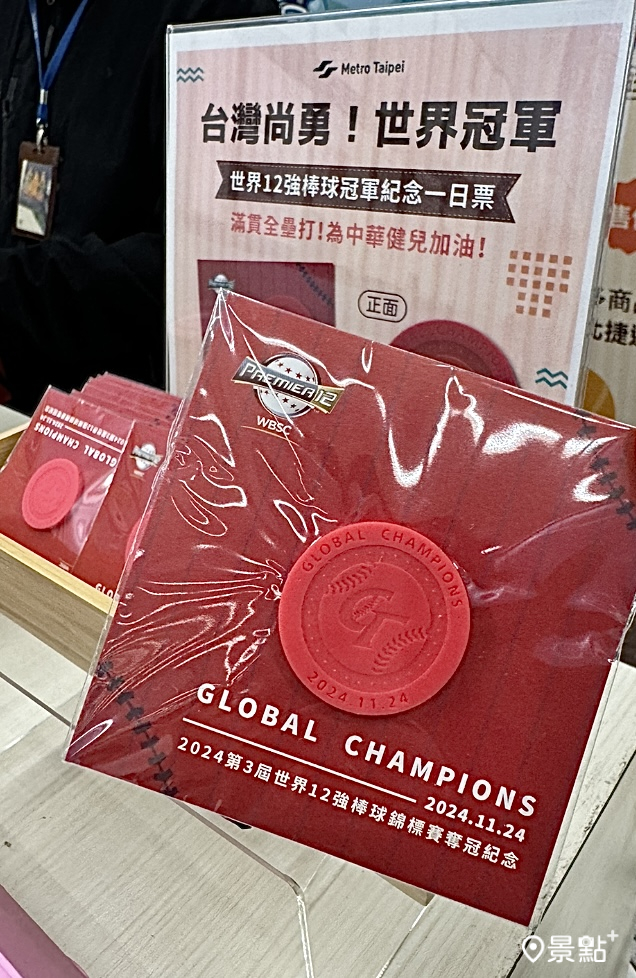 Metro Taipei
台灣尚勇！世界冠軍
世界12強棒球冠軍紀念一日票
滿貫全壘打！為中華健兒加油！
正面
PREMIER12
WBSC
GLOBAL CHAMPIONS
CT
2024.11.24
GLOBAL CHAMPIONS
2024.11.24
2024第3屆世界12強棒球錦標賽奪冠紀念
GLOBAL CHAMPIONS
景點+